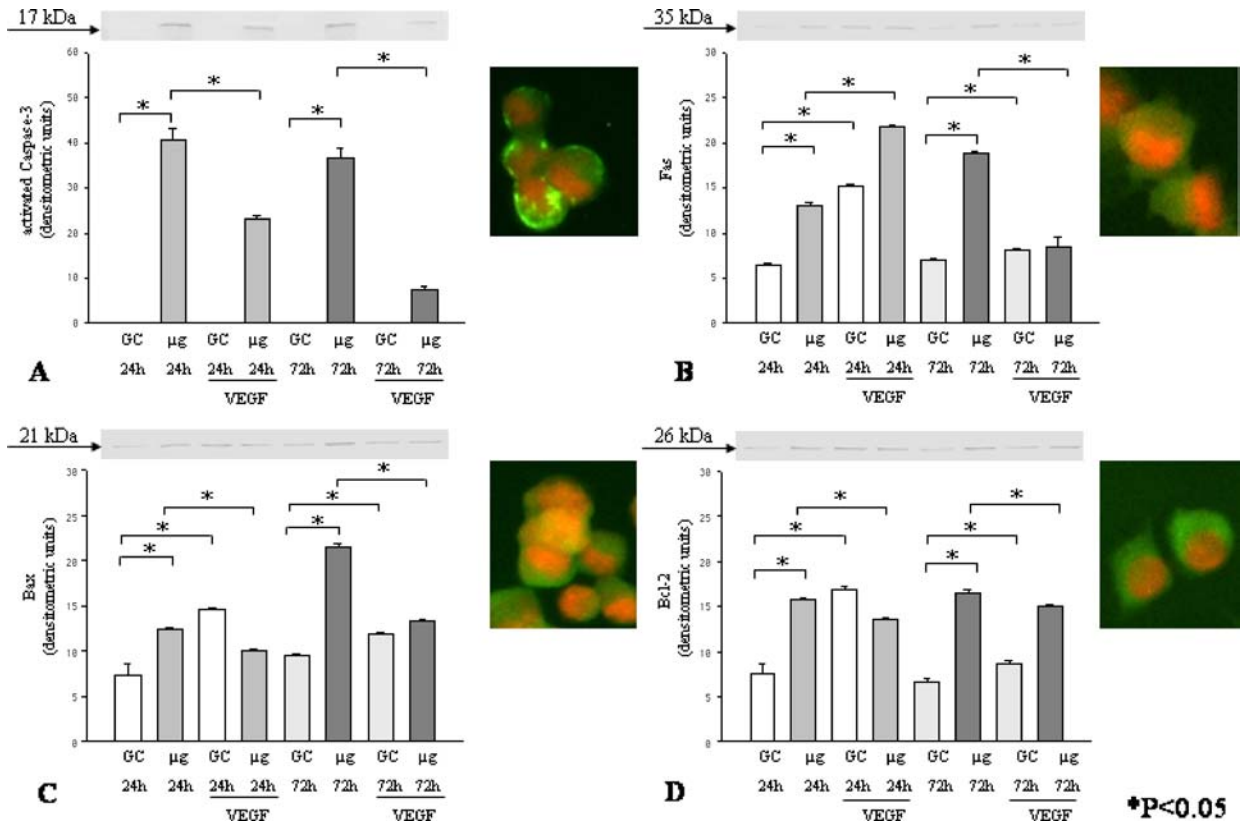 17 kDa
60
50
40
30
20
10
0
activated Caspase-3
(densitometric units)
* * * *
GC μg GC μg GC μg GC μg
24h 24h 24h 24h 72h 72h 72h 72h
VEGF VEGF
A
35 kDa
30
25
20
15
10
5
0
Fas
(densitometric units)
* * * * * *
GC μg GC μg GC μg GC μg
24h 24h 24h 24h 72h 72h 72h 72h
VEGF VEGF
B
21 kDa
30
25
20
15
10
5
0
Bax
(densitometric units)
* * * * * *
GC μg GC μg GC μg GC μg
24h 24h 24h 24h 72h 72h 72h 72h
VEGF VEGF
C
26 kDa
30
25
20
15
10
5
0
Bcl-2
(densitometric units)
* * * * * *
GC μg GC μg GC μg GC μg
24h 24h 24h 24h 72h 72h 72h 72h
VEGF VEGF
D
*P<0.05